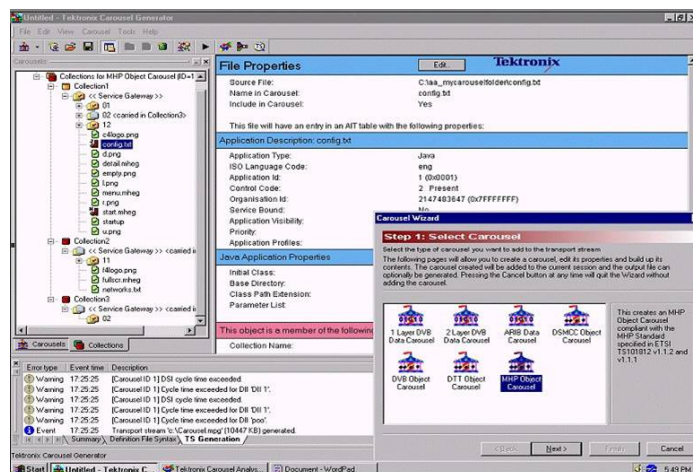 Untitled - Tektronix Carousel Generator
File Edit View Carousel Tools Help
Carousels
Collections for MHP Object Carousel (ID=1
Collection1
<< Service Gateway >>
01
02 <carried in Collection3>
12
c4logo.png
config.txt
d.png
detail.mheg
empty.png
l.png
menu.mheg
r.png
start.mheg
startup
u.png
Collection2
<< Service Gateway >> <carried i
11
f4logo.png
fullscr.mheg
networks.txt
Collection3
<< Service Gateway >> <carried i
02
Carousels Collections
File Properties
Edit..
Tektronix
Source File: C:\aa_mycarouselfolder\config.txt
Name in Carousel: config.txt
Include in Carousel: Yes
This file will have an entry in an AIT table with the following properties:
Application Description: config.txt
Application Type: Java
ISO Language Code: eng
Application Id: 1 (0x0001)
Control Code: 2 Present
Organisation Id: 2147483647 (0x7FFFFFFF)
Service Bound: No
Application Visibility:
Priority:
Application Profiles:
Java Application Properties
Initial Class:
Base Directory:
Class Path Extension:
Parameter List:
This object is a member of the following
Collection Name:
Carousel Wizard
Step 1: Select Carousel
Select the type of carousel you want to add to the transport stream
The following pages will allow you to create a carousel, edit its properties and build up its
contents. The carousel created will be added to the current session and the output file can
optionally be generated. Pressing the Cancel button at any time will quit the Wizard without
adding the carousel.
1 Layer DVB Data Carousel
2 Layer DVB Data Carousel
ARIB Data Carousel
DSMCC Object Carousel
DVB Object Carousel
DTT Object Carousel
MHP Object Carousel
This creates an MHP
Object Carousel
compliant with the
MHP Standard
specified in ETSI
TS101812 v1.1.2 and
v1.1.1
< Back Next > Finish Cancel
Error type Event time Description
Warning 17:25:25 [Carousel ID 1] DSI cycle time exceeded.
Warning 17:25:25 [Carousel ID 1] Cycle time exceeded for DII 'DII 1'.
Warning 17:25:25 [Carousel ID 1] DSI cycle time exceeded.
Warning 17:25:25 [Carousel ID 1] Cycle time exceeded for DII 'DII 1'.
Warning 17:25:25 [Carousel ID 1] Cycle time exceeded for DII 'poo'.
Event 17:25:25 Transport stream 'c:\Carousel.mpg' (10447 KB) generated.
Summary Definition File Syntax TS Generation
Tektronix Carousel Generator
Start Untitled - Tektronix C... Tektronix Carousel Analys... Document - WordPad 5:49 PM